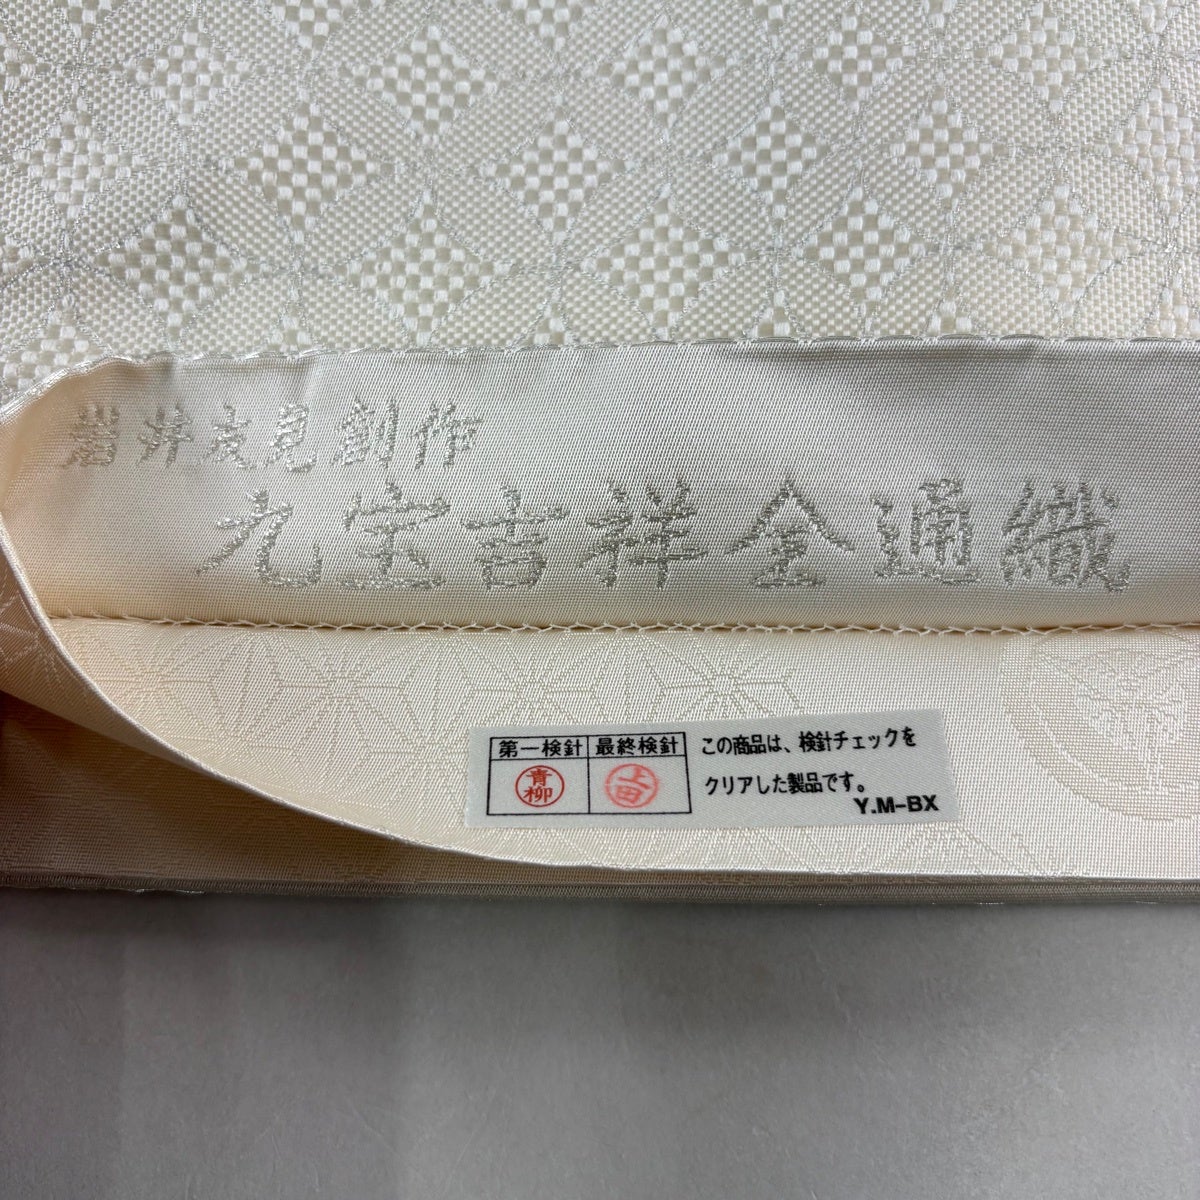 岩井友見創作
九宝吉祥全通織
第一検針 最終検針
青柳 上田
この商品は、検針チェックを
クリアした製品です。
Y.M-BX